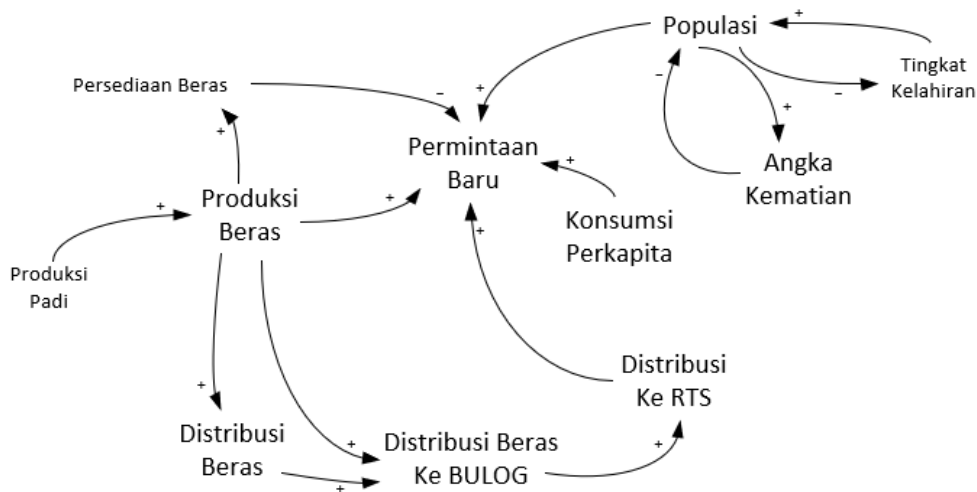 Populasi
Tingkat
Kelahiran
Persediaan Beras
Permintaan
Baru
Angka
Kematian
Produksi
Beras
Konsumsi
Perkapita
Produksi
Padi
Distribusi
Ke RTS
Distribusi
Beras
Distribusi Beras
Ke BULOG
+
+
−
−
+
−
+
+
+
+
+
+
+
+
+
+